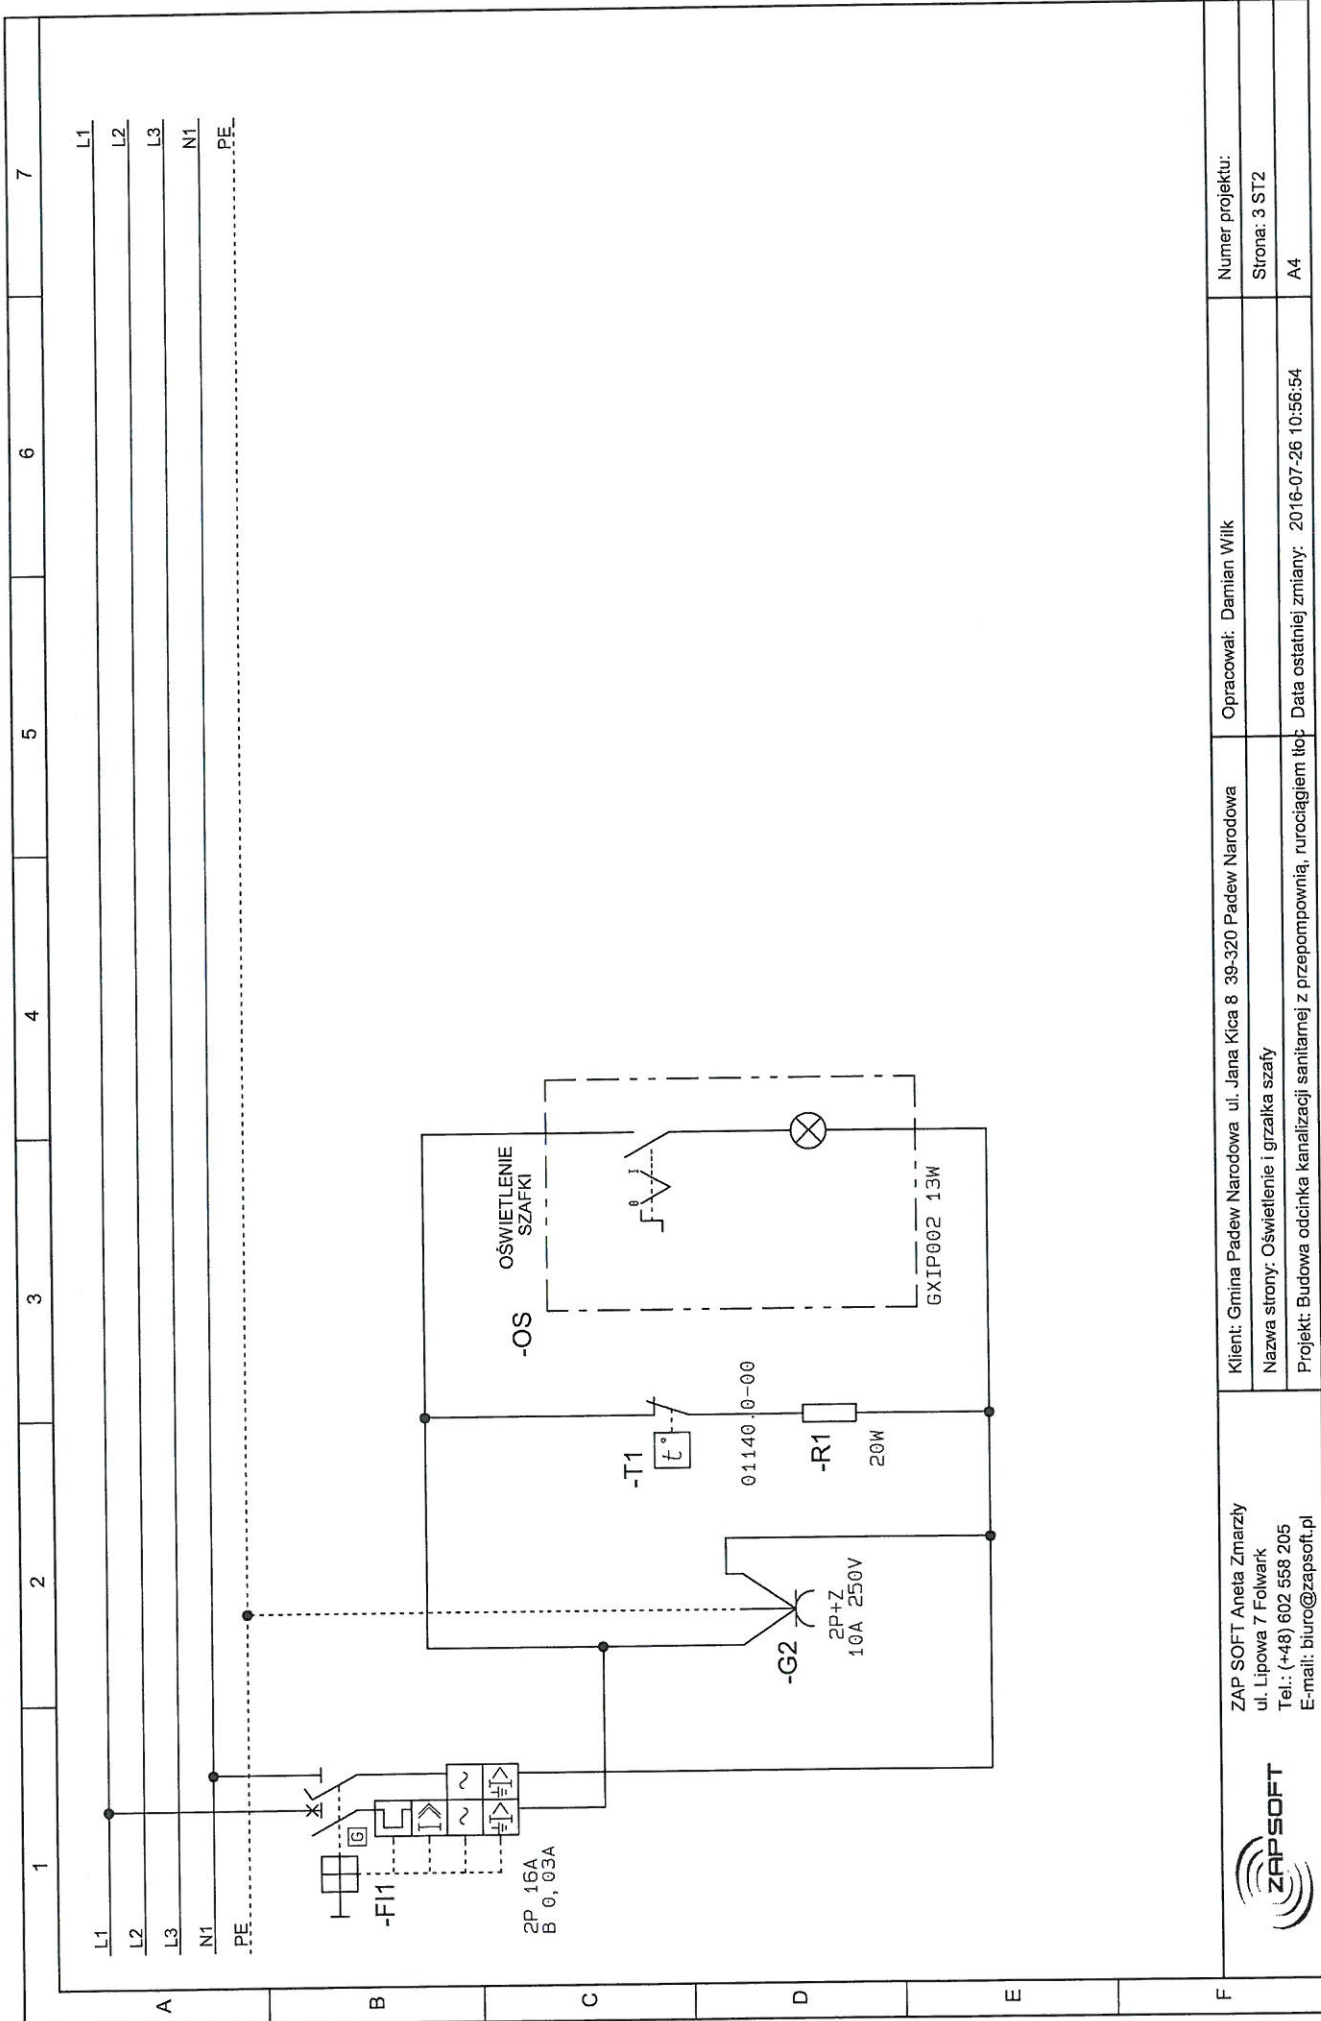 1
2
3
4
5
6
7
A
B
C
D
E
F
L1
L2
L3
N1
PE
L1
L2
L3
N1
PE
-FI1
G
2P 16A
B 0,03A
-G2
2P+Z
10A 250V
-T1
t°
01140.0-00
-R1
20W
OŚWIETLENIE
SZAFKI
-OS
0 I
GXIP002 13W
ZAPSOFT
ZAP SOFT Aneta Zmarzły
ul. Lipowa 7 Folwark
Tel.: (+48) 602 558 205
E-mail: biuro@zapsoft.pl
Klient: Gmina Padew Narodowa ul. Jana Kica 8 39-320 Padew Narodowa
Nazwa strony: Oświetlenie i grzałka szafy
Projekt: Budowa odcinka kanalizacji sanitarnej z przepompownią, rurociągiem tłoc
Opracował: Damian Wilk
Data ostatniej zmiany: 2016-07-26 10:56:54
Numer projektu:
Strona: 3 ST2
A4